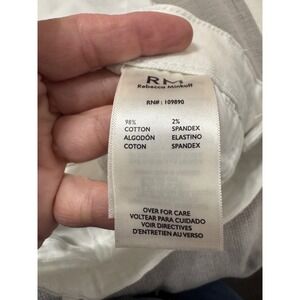 RM
Rebecca Minkoff
RN#: 109890
98% 2%
COTTON SPANDEX
ALGODÓN ELASTINO
COTON SPANDEX
OVER FOR CARE
VOLTEAR PARA CUIDADO
VOIR DIRECTIVES
D'ENTRETIEN AU VERSO